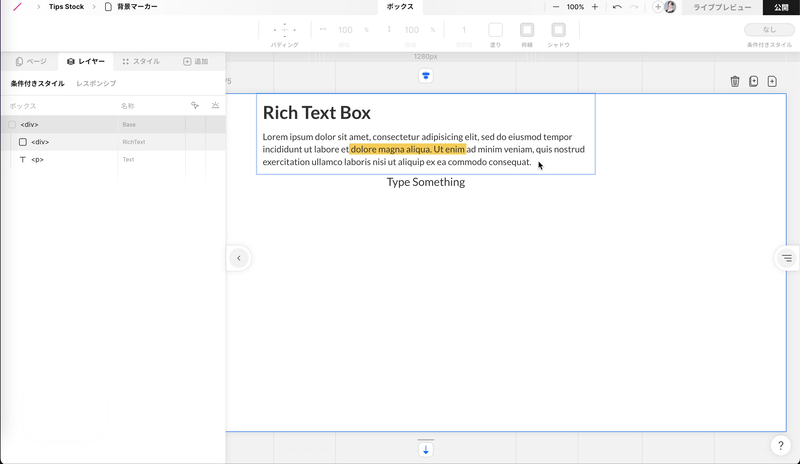 Tips Stock
背景マーカー
ボックス
100%
ライブプレビュー
公開
100 %
100 %
1
なし
パディング
塗り
枠線
シャドウ
条件付きスタイル
1280px
ページ
レイヤー
スタイル
追加
条件付きスタイル
レスポンシブ
ボックス
名称
<div>
Base
<div>
RichText
<p>
Text
Rich Text Box
Lorem ipsum dolor sit amet, consectetur adipisicing elit, sed do eiusmod tempor
incididunt ut labore et dolore magna aliqua. Ut enim ad minim veniam, quis nostrud
exercitation ullamco laboris nisi ut aliquip ex ea commodo consequat.
Type Something
?